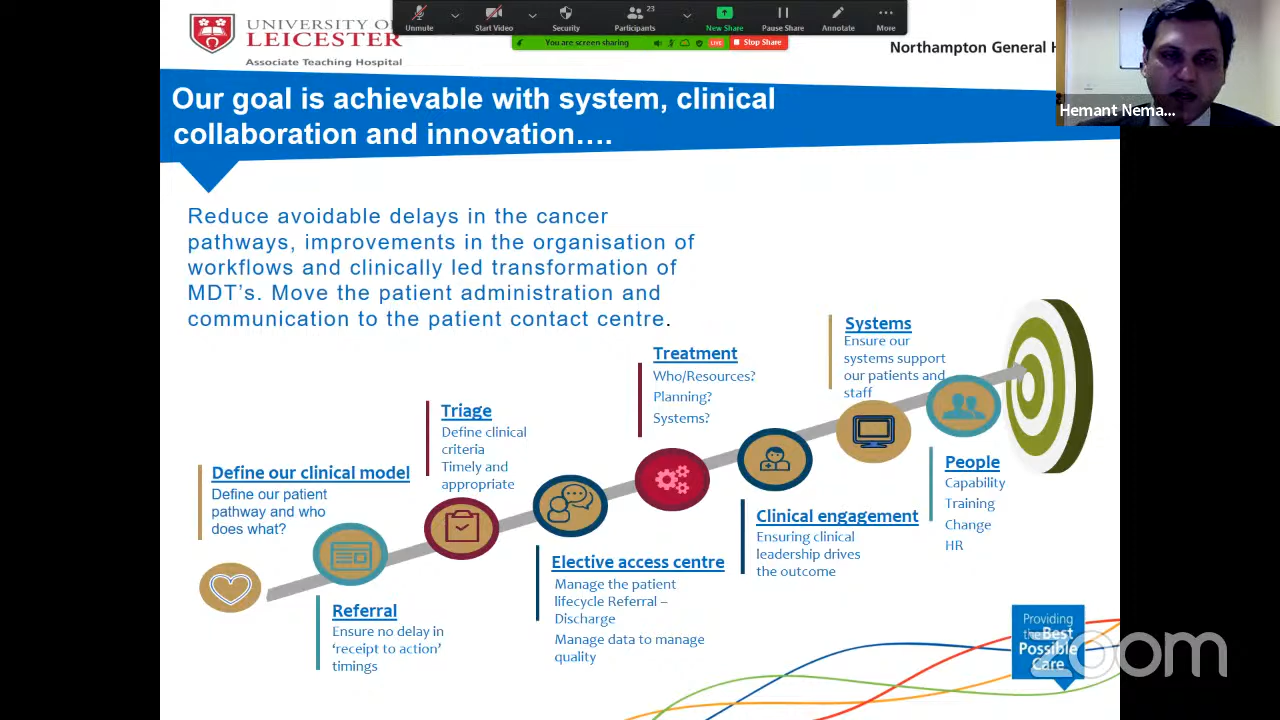 UNIVERSITY OF
LEICESTER
Associate Teaching Hospital
Unmute
Start Video
Security
23
Participants
New Share
Pause Share
Annotate
More
You are screen sharing
LIVE
Stop Share
Northampton General
Hemant Nema...
Our goal is achievable with system, clinical
collaboration and innovation....
Reduce avoidable delays in the cancer
pathways, improvements in the organisation of
workflows and clinically led transformation of
MDT's. Move the patient administration and
communication to the patient contact centre.
Define our clinical model
Define our patient
pathway and who
does what?
Referral
Ensure no delay in
‘receipt to action’
timings
Triage
Define clinical
criteria
Timely and
appropriate
Elective access centre
Manage the patient
lifecycle Referral –
Discharge
Manage data to manage
quality
Treatment
Who/Resources?
Planning?
Systems?
Clinical engagement
Ensuring clinical
leadership drives
the outcome
Systems
Ensure our
systems support
our patients and
staff
People
Capability
Training
Change
HR
Providing
the Best
Possible
Care
zoom